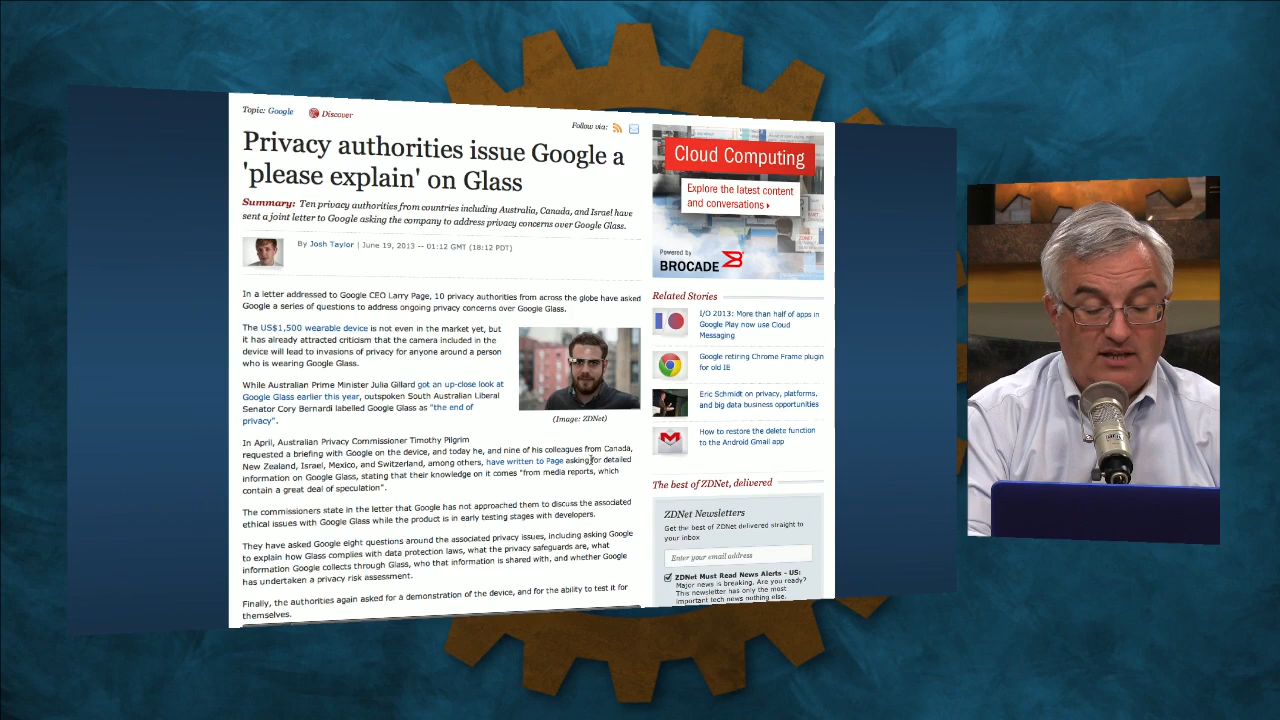 Topic: Google
Discover
Follow via:
Privacy authorities issue Google a
'please explain' on Glass
Summary: Ten privacy authorities from countries including Australia, Canada, and Israel have
sent a joint letter to Google asking the company to address privacy concerns over Google Glass.
By Josh Taylor | June 19, 2013 -- 01:12 GMT (18:12 PDT)
In a letter addressed to Google CEO Larry Page, 10 privacy authorities from across the globe have asked
Google a series of questions to address ongoing privacy concerns over Google Glass.
The US$1,500 wearable device is not even in the market yet, but
it has already attracted criticism that the camera included in the
device will lead to invasions of privacy for anyone around a person
who is wearing Google Glass.
While Australian Prime Minister Julia Gillard got an up-close look at
Google Glass earlier this year, outspoken South Australian Liberal
Senator Cory Bernardi labelled Google Glass as "the end of
privacy".
(Image: ZDNet)
In April, Australian Privacy Commissioner Timothy Pilgrim
requested a briefing with Google on the device, and today he, and nine of his colleagues from Canada,
New Zealand, Israel, Mexico, and Switzerland, among others, have written to Page asking for detailed
information on Google Glass, stating that their knowledge on it comes "from media reports, which
contain a great deal of speculation".
The commissioners state in the letter that Google has not approached them to discuss the associated
ethical issues with Google Glass while the product is in early testing stages with developers.
They have asked Google eight questions around the associated privacy issues, including asking Google
to explain how Glass complies with data protection laws, what the privacy safeguards are, what
information Google collects through Glass, who that information is shared with, and whether Google
has undertaken a privacy risk assessment.
Finally, the authorities again asked for a demonstration of the device, and for the ability to test it for
themselves.
Cloud Computing
Explore the latest content
and conversations
Powered by
BROCADE
Related Stories
I/O 2013: More than half of apps in
Google Play now use Cloud
Messaging
Google retiring Chrome Frame plugin
for old IE
Eric Schmidt on privacy, platforms,
and big data business opportunities
How to restore the delete function
to the Android Gmail app
The best of ZDNet, delivered
ZDNet Newsletters
Get the best of ZDNet delivered straight to
your inbox
Enter your email address
ZDNet Must Read News Alerts - US:
Major news is breaking. Are you ready?
This newsletter has only the most
important tech news nothing else.